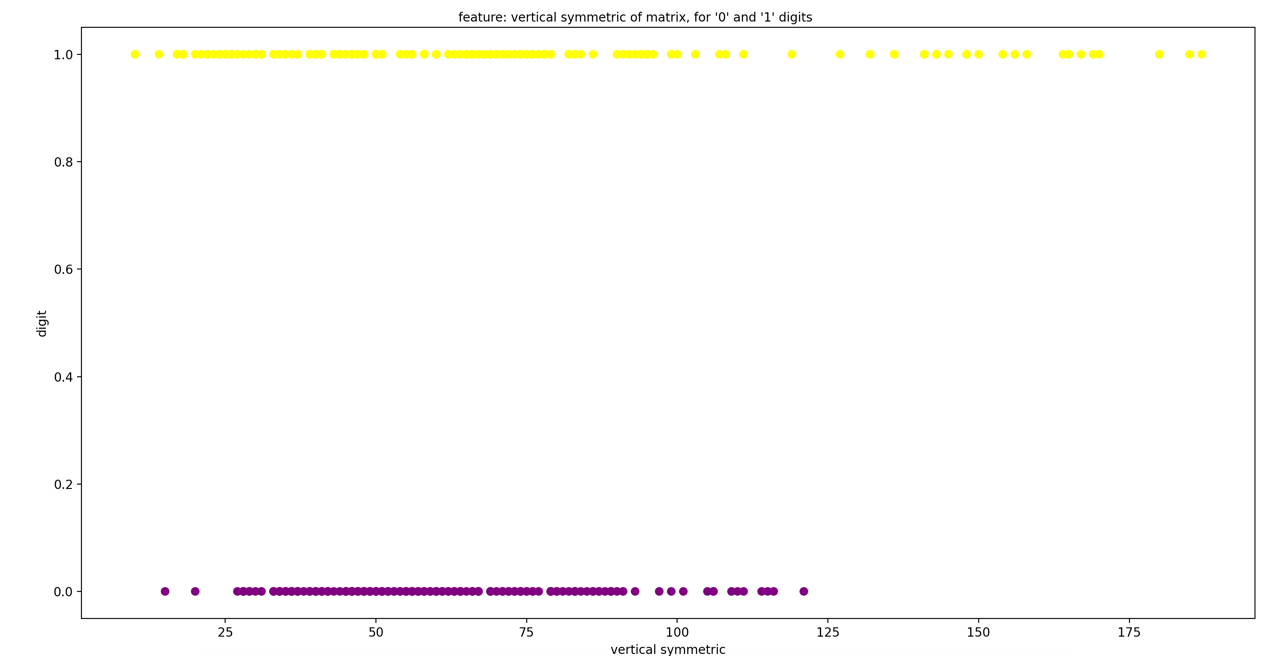 feature: vertical symmetric of matrix, for '0' and '1' digits
1.0
0.8
0.6
0.4
0.2
0.0
digit
25 50 75 100 125 150 175
vertical symmetric